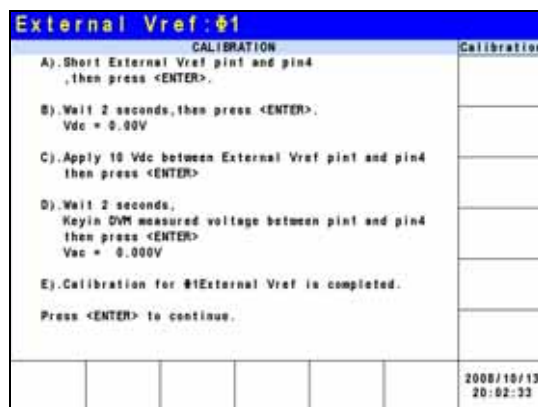 External Vref:Φ1
CALIBRATION
Calibration
A).Short External Vref pin1 and pin4
,then press <ENTER>.
B).Wait 2 seconds,then press <ENTER>.
Vdc = 0.00V
C).Apply 10 Vdc between External Vref pin1 and pin4
then press <ENTER>
D).Wait 2 seconds,
Keyin DVM measured voltage between pin1 and pin4
then press <ENTER>
Vac = 0.000V
E).Calibration for Φ1External Vref is completed.
Press <ENTER> to continue.
2008/10/13
20:02:33